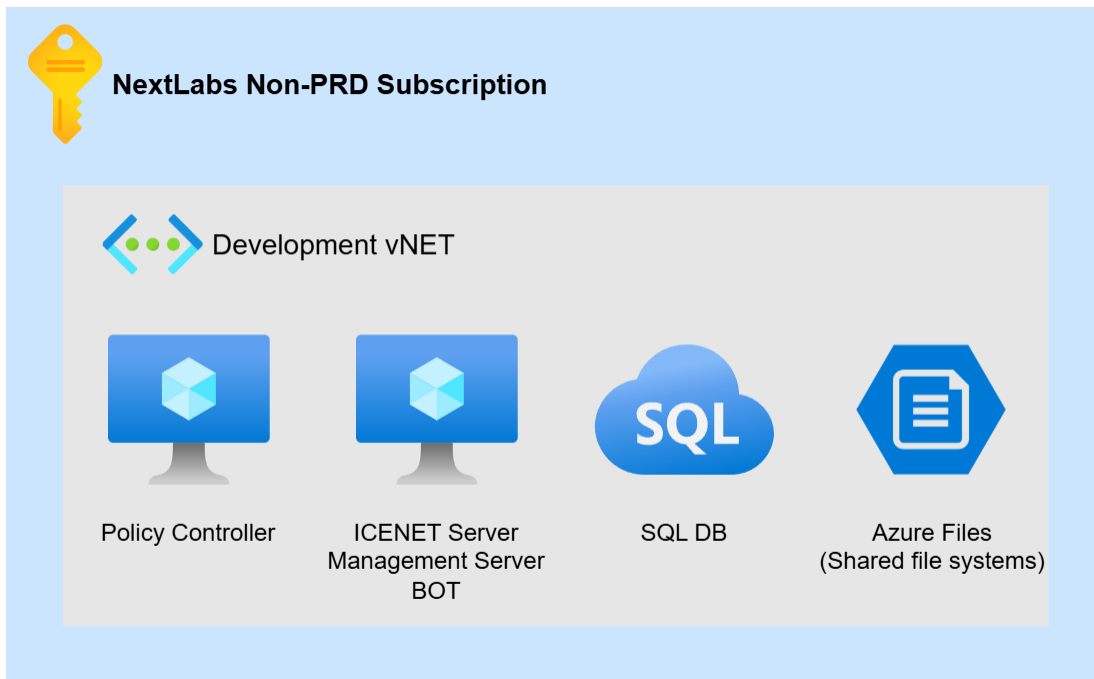 NextLabs Non-PRD Subscription
Development vNET
Policy Controller
ICENET Server
Management Server
BOT
SQL
SQL DB
Azure Files
(Shared file systems)